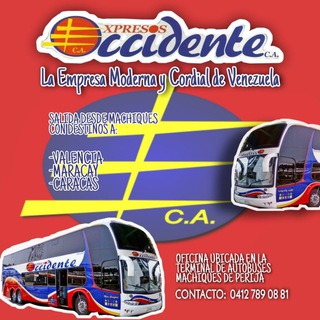 EXPRESOS
Occidente C.A.
C.A.
La Empresa Moderna y Cordial de Venezuela
SALIDA DESDE MACHIQUES
CON DESTINOS A:
-VALENCIA
-MARACAY
-CARACAS
C.A.
Occidente
OFICINA UBICADA EN LA
TERMINAL DE AUTOBUSES
MACHIQUES DE PERIJA
CONTACTO: 0412 789 08 81